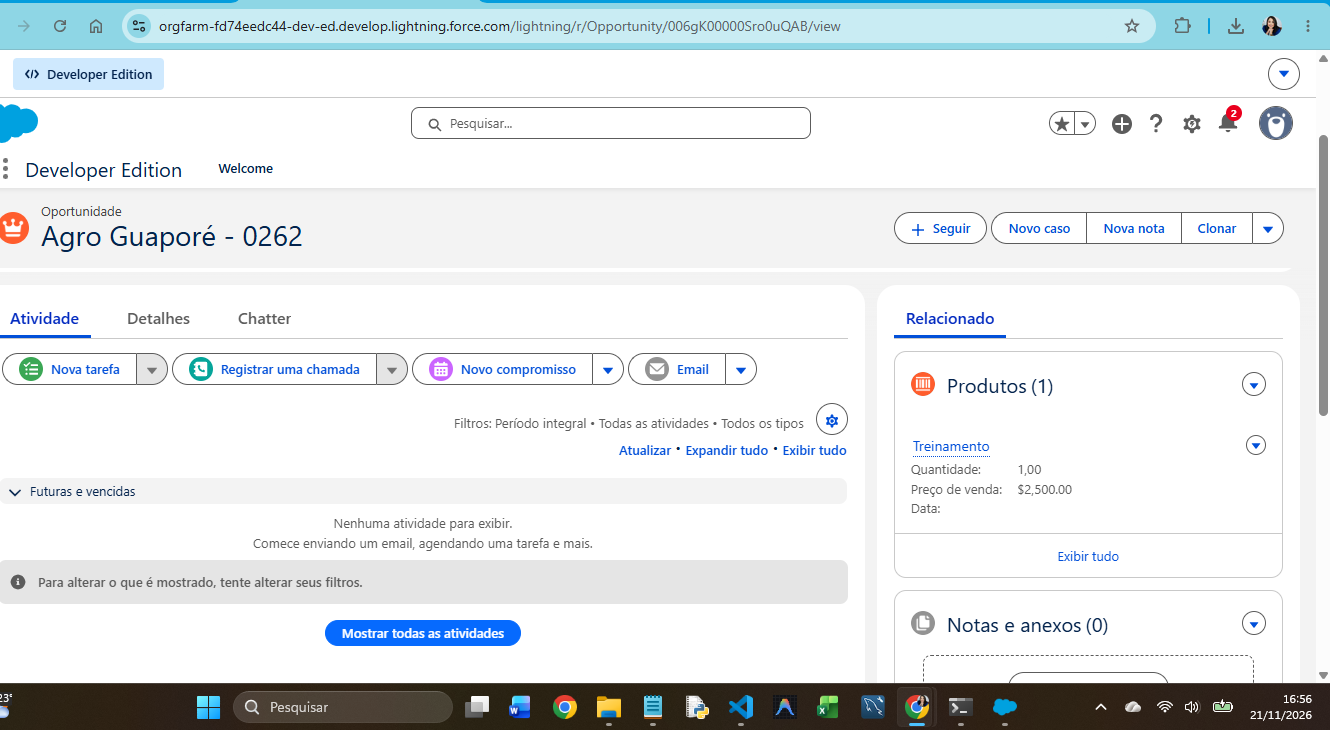 orgfarm-fd74eedc44-dev-ed.develop.lightning.force.com/lightning/r/Opportunity/006gK00000Sro0uQAB/view
Developer Edition
Pesquisar...
2
Developer Edition
Welcome
Oportunidade
Agro Guaporé - 0262
Seguir
Novo caso
Nova nota
Clonar
Atividade
Detalhes
Chatter
Nova tarefa
Registrar uma chamada
Novo compromisso
Email
Filtros: Período integral • Todas as atividades • Todos os tipos
Atualizar • Expandir tudo • Exibir tudo
Futuras e vencidas
Nenhuma atividade para exibir.
Comece enviando um email, agendando uma tarefa e mais.
Para alterar o que é mostrado, tente alterar seus filtros.
Mostrar todas as atividades
Relacionado
Produtos (1)
Treinamento
Quantidade: 1,00
Preço de venda: $2,500.00
Data:
Exibir tudo
Notas e anexos (0)
23°
Pesquisar
16:56
21/11/2026